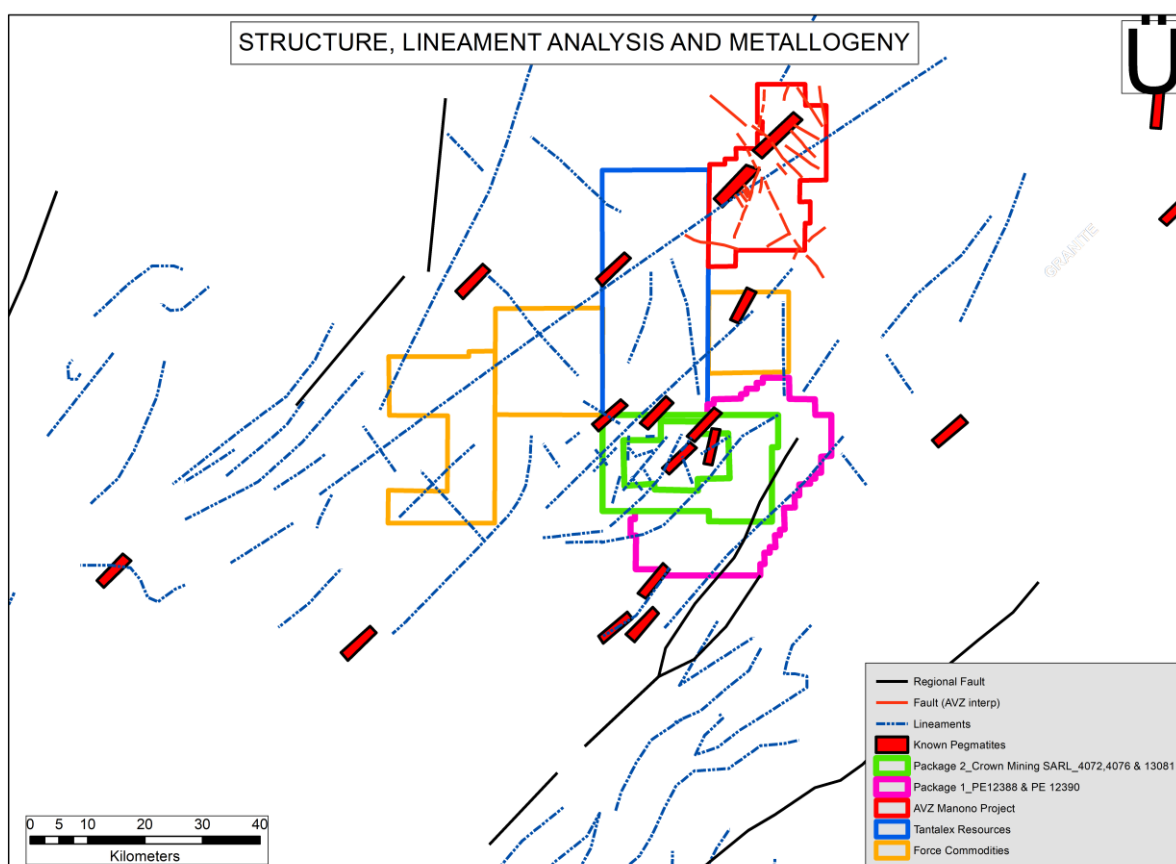 STRUCTURE, LINEAMENT ANALYSIS AND METALLOGENY
Ü
GRANITE
Regional Fault
Fault (AVZ interp)
Lineaments
Known Pegmatites
Package 2_Crown Mining SARL_4072,4076 & 13081
Package 1_PE12388 & PE 12390
AVZ Manono Project
Tantalex Resources
Force Commodities
0 5 10 20 30 40
Kilometers